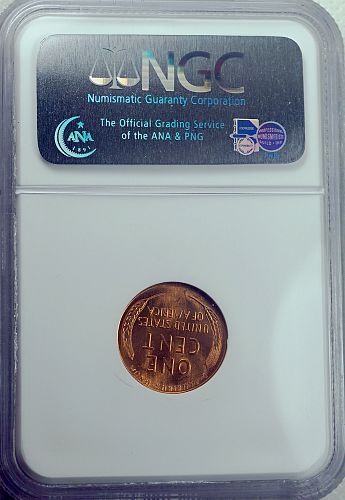 NGC
Numismatic Guaranty Corporation
The Official Grading Service
of the ANA & PNG
ANA
1891
ONE
CENT
UNITED STATES
OF AMERICA